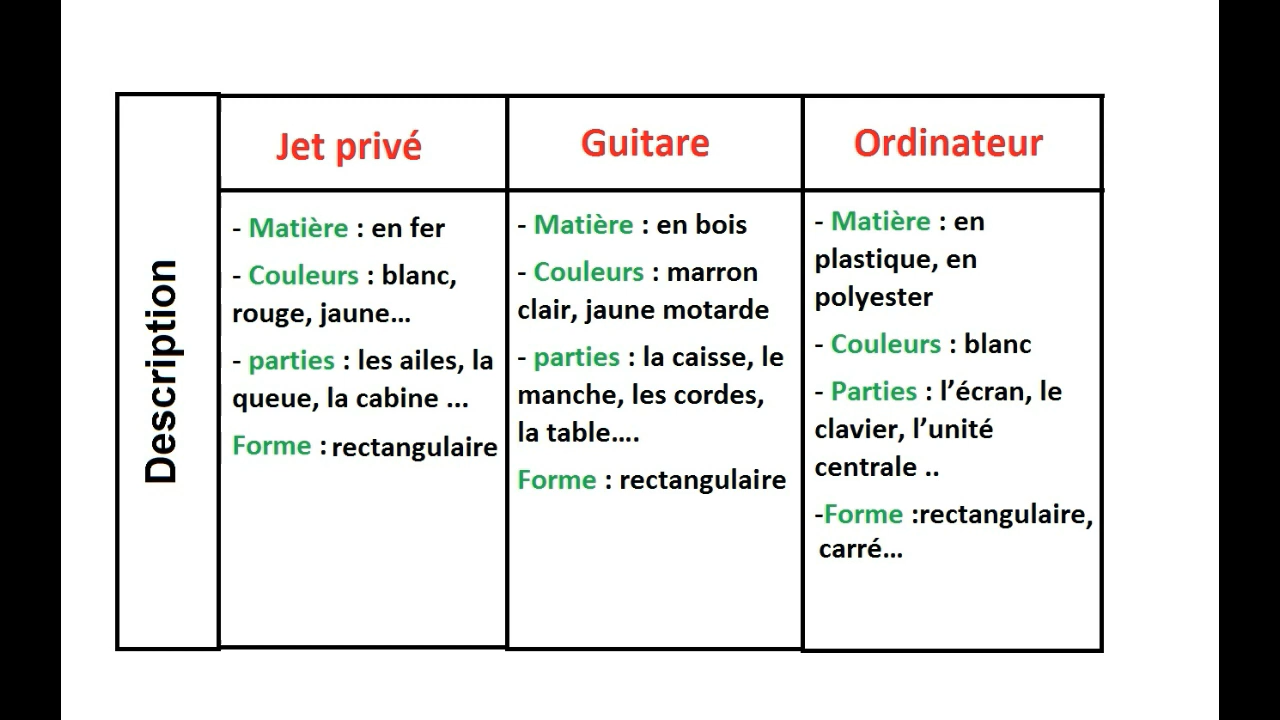 Description
Jet privé
- Matière : en fer
- Couleurs : blanc,
rouge, jaune...
- parties : les ailes, la
queue, la cabine ...
Forme : rectangulaire
Guitare
- Matière : en bois
- Couleurs : marron
clair, jaune motarde
- parties : la caisse, le
manche, les cordes,
la table....
Forme : rectangulaire
Ordinateur
- Matière : en
plastique, en
polyester
- Couleurs : blanc
- Parties : l’écran, le
clavier, l’unité
centrale ..
-Forme :rectangulaire,
carré...